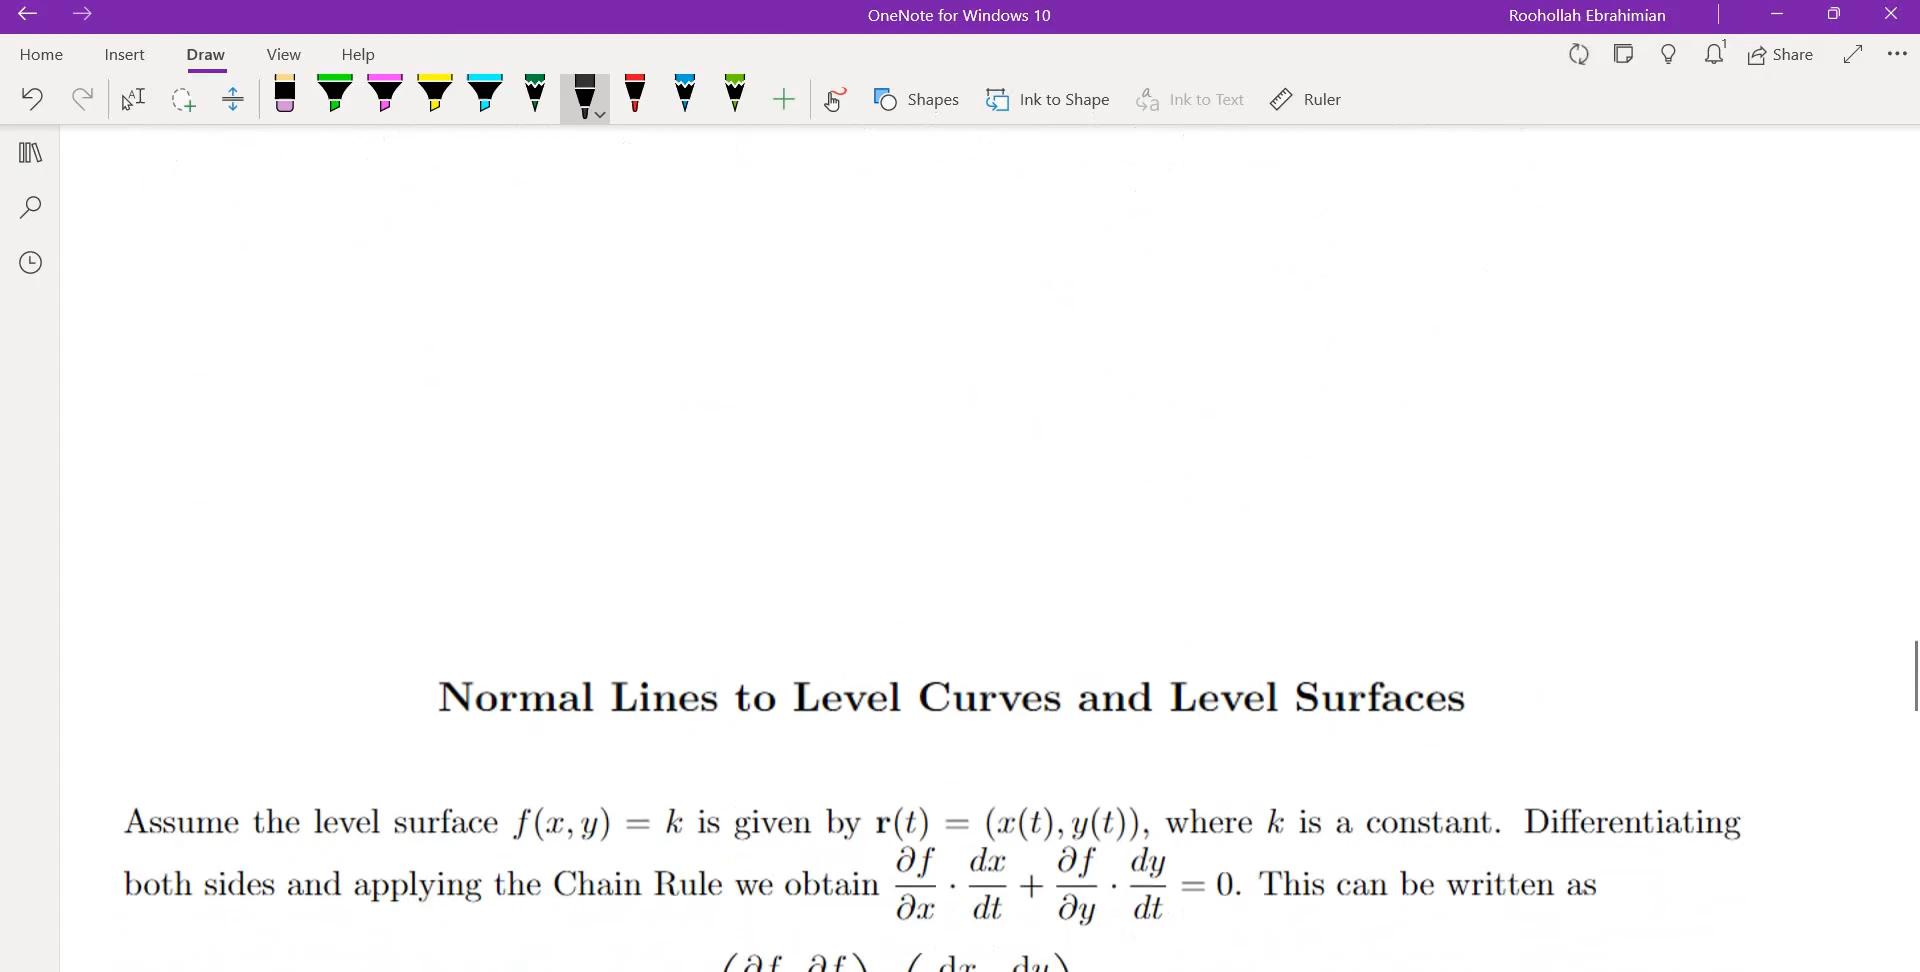 OneNote for Windows 10
Roohollah Ebrahimian
Home Insert Draw View Help
1
Share
Shapes Ink to Shape Ink to Text Ruler
Normal Lines to Level Curves and Level Surfaces
Assume the level surface f(x, y) = k is given by r(t) = (x(t), y(t)), where k is a constant. Differentiating
both sides and applying the Chain Rule we obtain ∂f/∂x · dx/dt + ∂f/∂y · dy/dt = 0. This can be written as